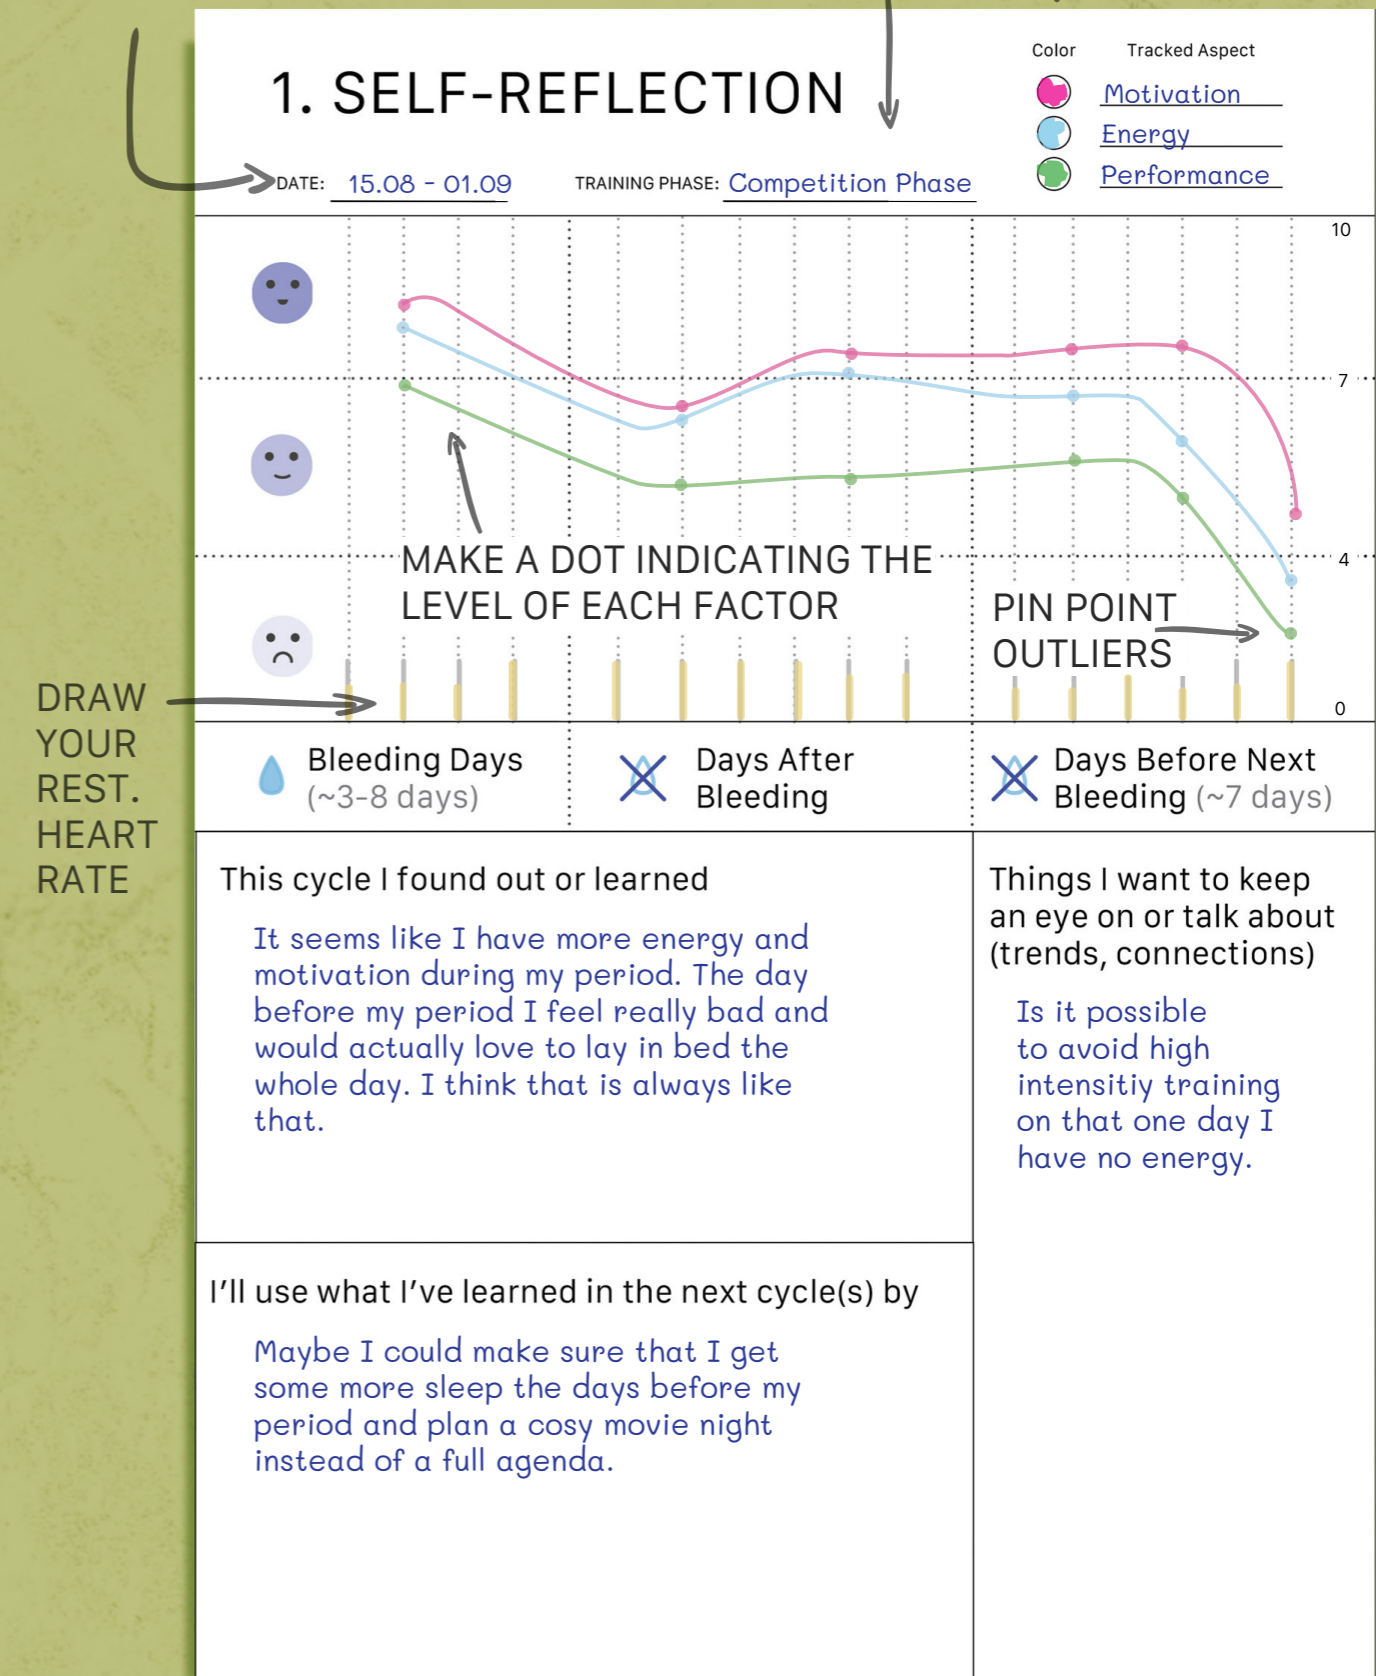 1. SELF-REFLECTION
Color Tracked Aspect
Motivation
Energy
Performance
DATE: 15.08 - 01.09 TRAINING PHASE: Competition Phase
10
7
MAKE A DOT INDICATING THE
LEVEL OF EACH FACTOR
4
PIN POINT
OUTLIERS
0
DRAW
YOUR
REST.
HEART
RATE
Bleeding Days
(~3-8 days)
Days After
Bleeding
Days Before Next
Bleeding (~7 days)
This cycle I found out or learned
It seems like I have more energy and
motivation during my period. The day
before my period I feel really bad and
would actually love to lay in bed the
whole day. I think that is always like
that.
Things I want to keep
an eye on or talk about
(trends, connections)
Is it possible
to avoid high
intensitiy training
on that one day I
have no energy.
I'll use what I've learned in the next cycle(s) by
Maybe I could make sure that I get
some more sleep the days before my
period and plan a cosy movie night
instead of a full agenda.